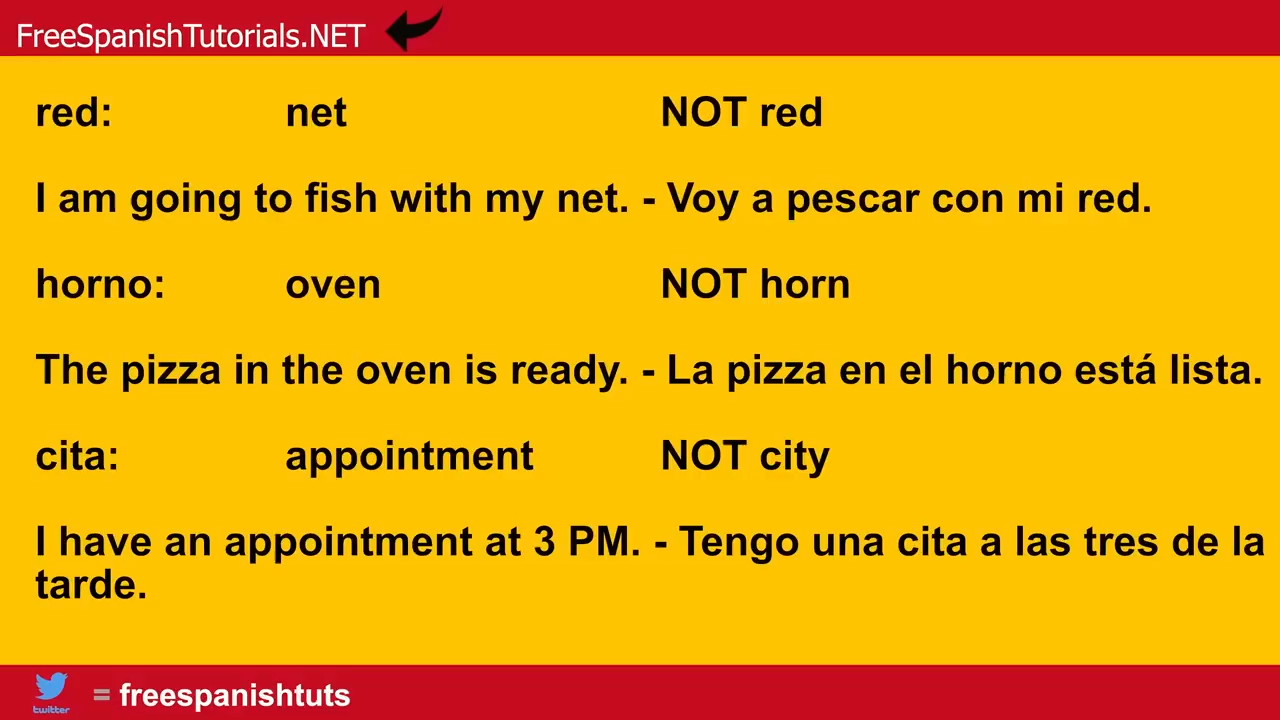 FreeSpanishTutorials.NET
red: net NOT red
I am going to fish with my net. - Voy a pescar con mi red.
horno: oven NOT horn
The pizza in the oven is ready. - La pizza en el horno está lista.
cita: appointment NOT city
I have an appointment at 3 PM. - Tengo una cita a las tres de la
tarde.
twitter = freespanishtuts